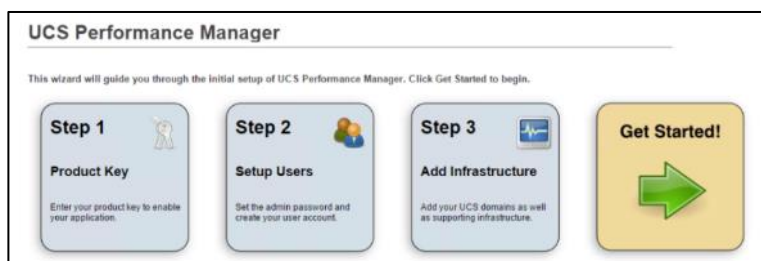 UCS Performance Manager
This wizard will guide you through the initial setup of UCS Performance Manager. Click Get Started to begin.
Step 1
Product Key
Enter your product key to enable
your application.
Step 2
Setup Users
Set the admin password and
create your user account.
Step 3
Add Infrastructure
Add your UCS domains as well
as supporting infrastructure.
Get Started!